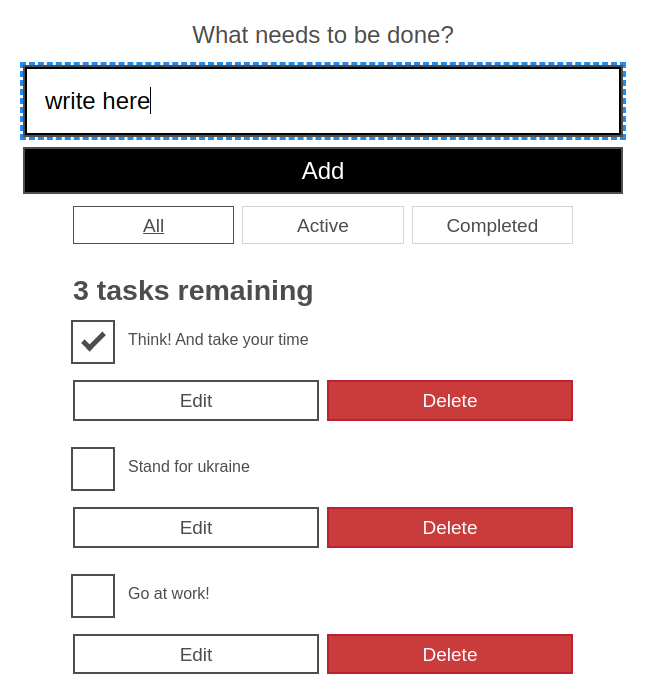 What needs to be done?
write here
Add
All Active Completed
3 tasks remaining
Think! And take your time
Edit Delete
Stand for ukraine
Edit Delete
Go at work!
Edit Delete